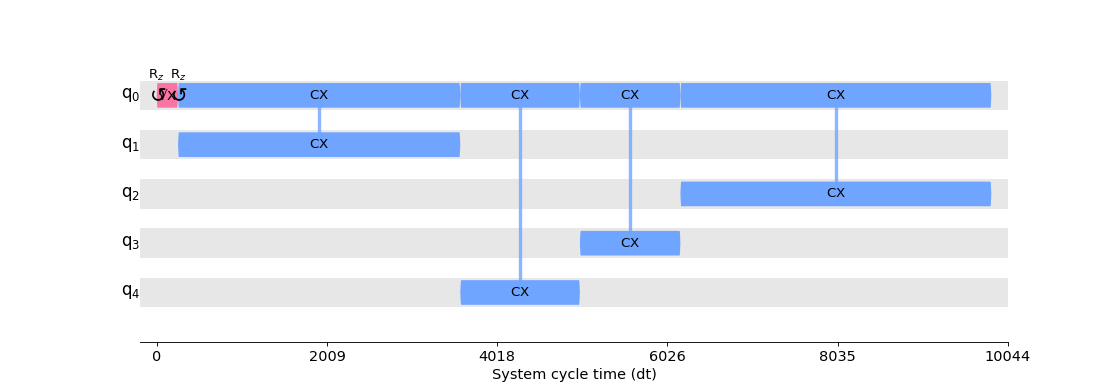 R_z R_z
q_0 CX CX CX CX
q_1 CX
q_2 CX
q_3 CX
q_4 CX
0 2009 4018 6026 8035 10044
System cycle time (dt)